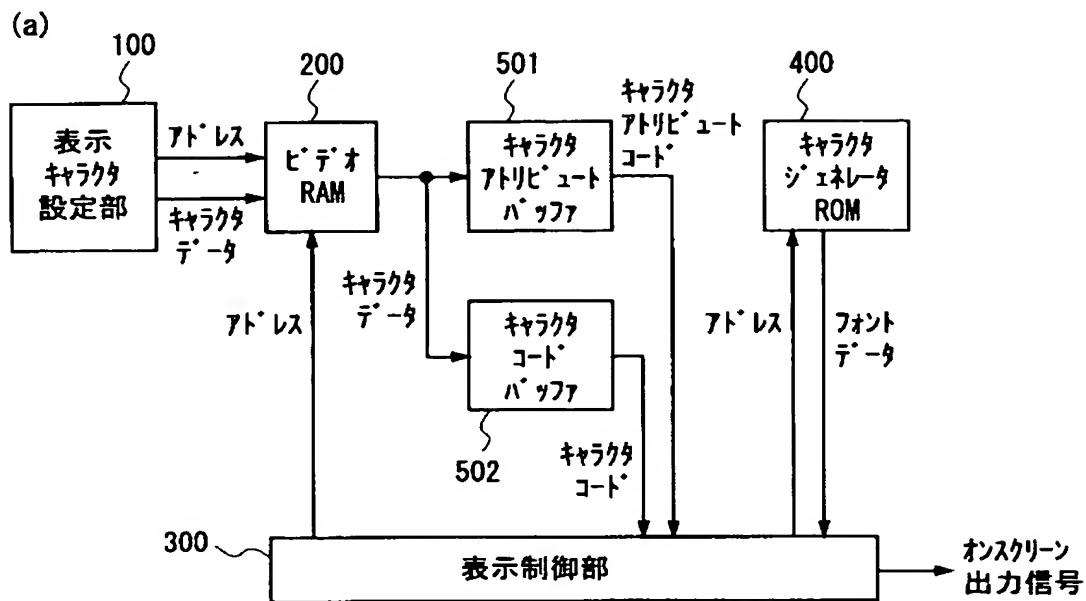 (a)
100
200
501
400
表示
キャラクタ
設定部
アドレス
キャラクタ
データ
ビデオ
RAM
キャラクタ
アトリビュート
バッファ
キャラクタ
アトリビュート
コード
キャラクタ
ジェネレータ
ROM
アドレス
キャラクタ
データ
キャラクタ
コード
バッファ
502
キャラクタ
コード
アドレス
フォント
データ
300
表示制御部
オンスクリーン
出力信号